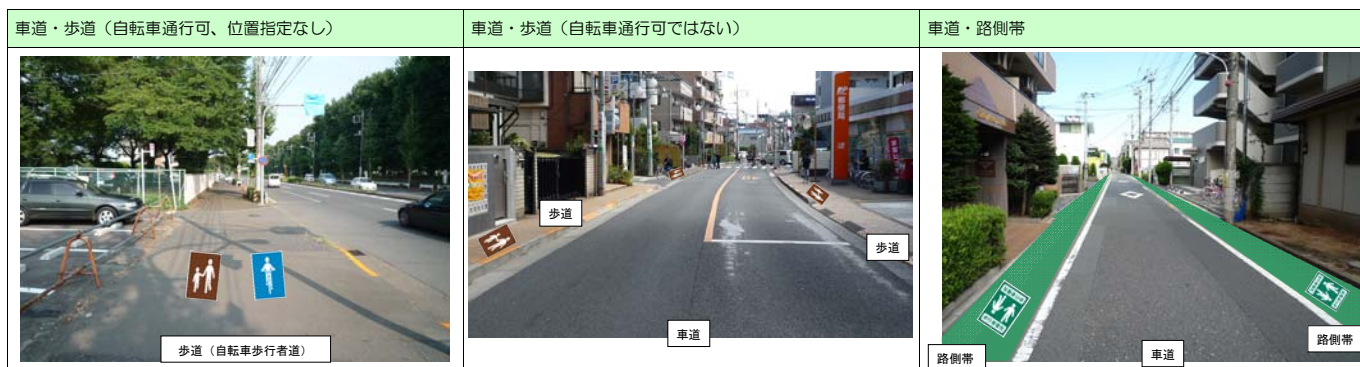 車道・歩道（自転車通行可、位置指定なし）
歩道（自転車歩行者道）
車道・歩道（自転車通行可ではない）
郵便局
歩道
歩道
車道
車道・路側帯
路側帯
車道
路側帯